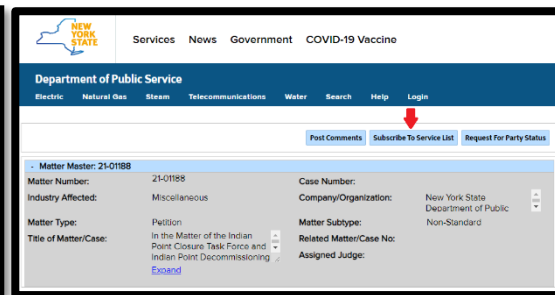 NEW
YORK
STATE
Services News Government COVID-19 Vaccine
Department of Public Service
Electric Natural Gas Steam Telecommunications Water Search Help Login
Post Comments Subscribe To Service List Request For Party Status
- Matter Master: 21-01188
Matter Number: 21-01188 Case Number:
Industry Affected: Miscellaneous Company/Organization: New York State
Department of Public
Matter Type: Petition Matter Subtype: Non-Standard
Title of Matter/Case: In the Matter of the Indian Related Matter/Case No:
Point Closure Task Force and
Indian Point Decommissioning Assigned Judge:
Expand